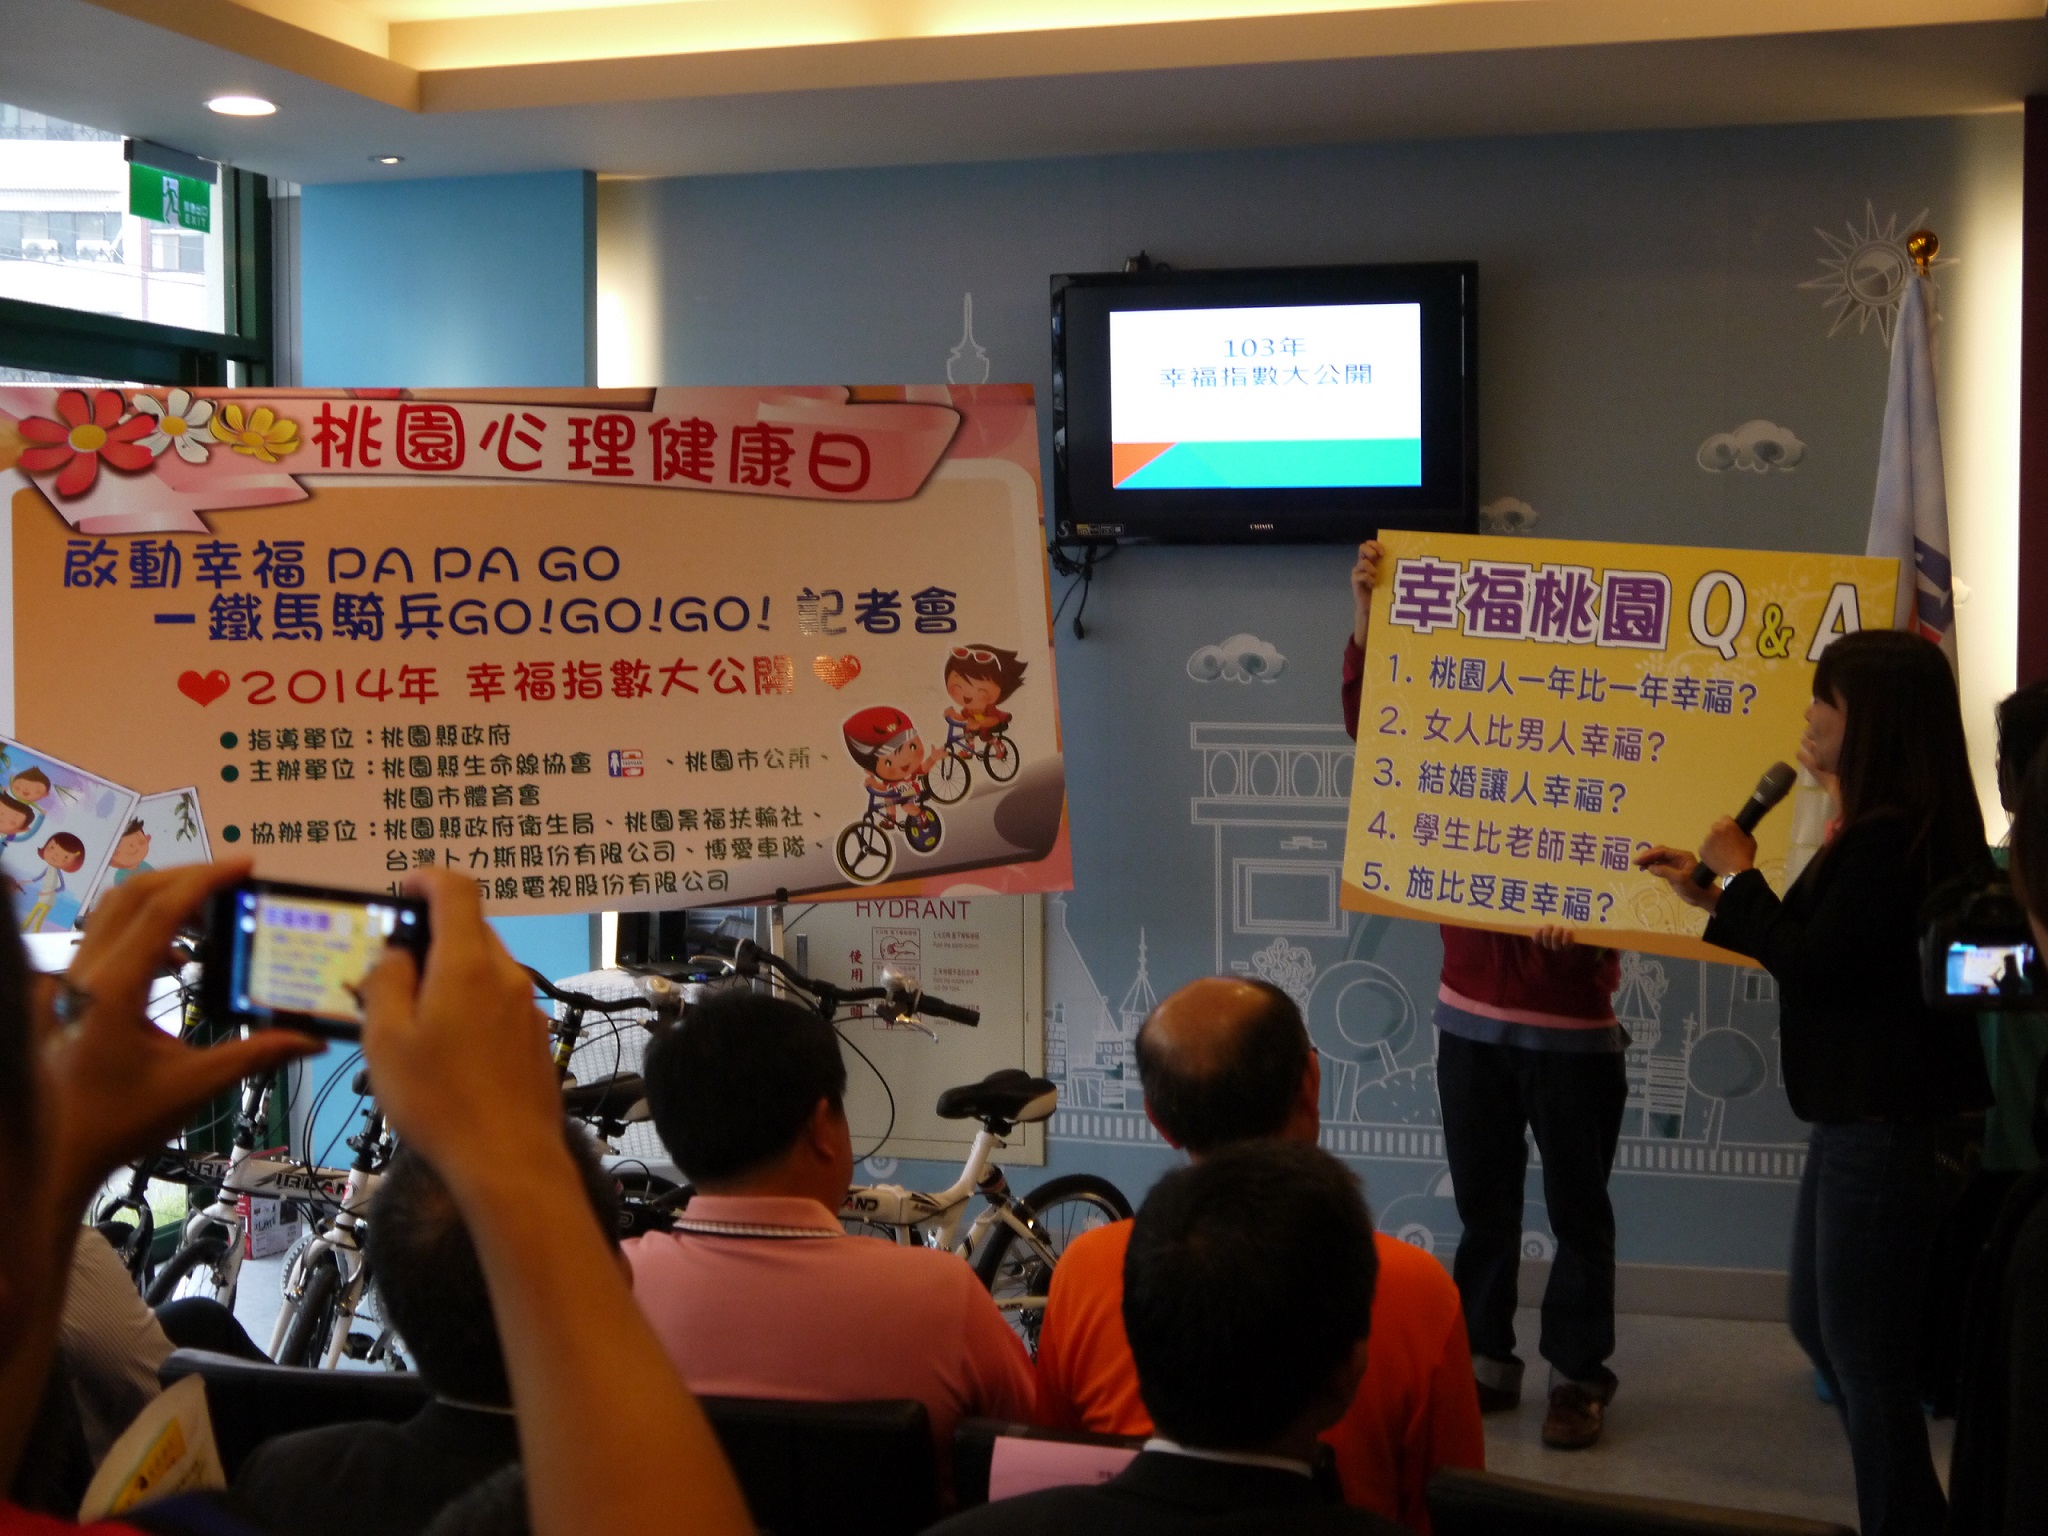 EXIT
103年
幸福指數大公開
桃園心理健康日
啟動幸福 PA PA GO
－鐵馬騎兵GO!GO!GO! 記者會
2014年 幸福指數大公開
● 指導單位：桃園縣政府
● 主辦單位：桃園縣生命線協會 、桃園市公所、
桃園市體育會
● 協辦單位：桃園縣政府衛生局、桃園景福扶輪社、
台灣卜力斯股份有限公司、博愛車隊、
北 有線電視股份有限公司
幸福桃園 Q & A
1. 桃園人一年比一年幸福?
2. 女人比男人幸福?
3. 結婚讓人幸福?
4. 學生比老師幸福?
5. 施比受更幸福?
HYDRANT
使用 明